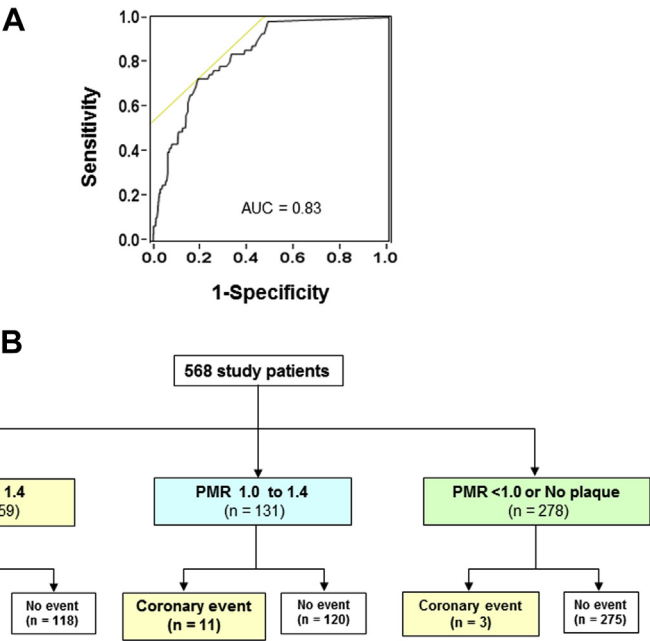 A
1.0
0.8
0.6
0.4
0.2
0.0
Sensitivity
AUC = 0.83
0.0 0.2 0.4 0.6 0.8 1.0
1-Specificity
B
568 study patients
1.4
59)
PMR 1.0 to 1.4
(n = 131)
PMR <1.0 or No plaque
(n = 278)
No event
(n = 118)
Coronary event
(n = 11)
No event
(n = 120)
Coronary event
(n = 3)
No event
(n = 275)